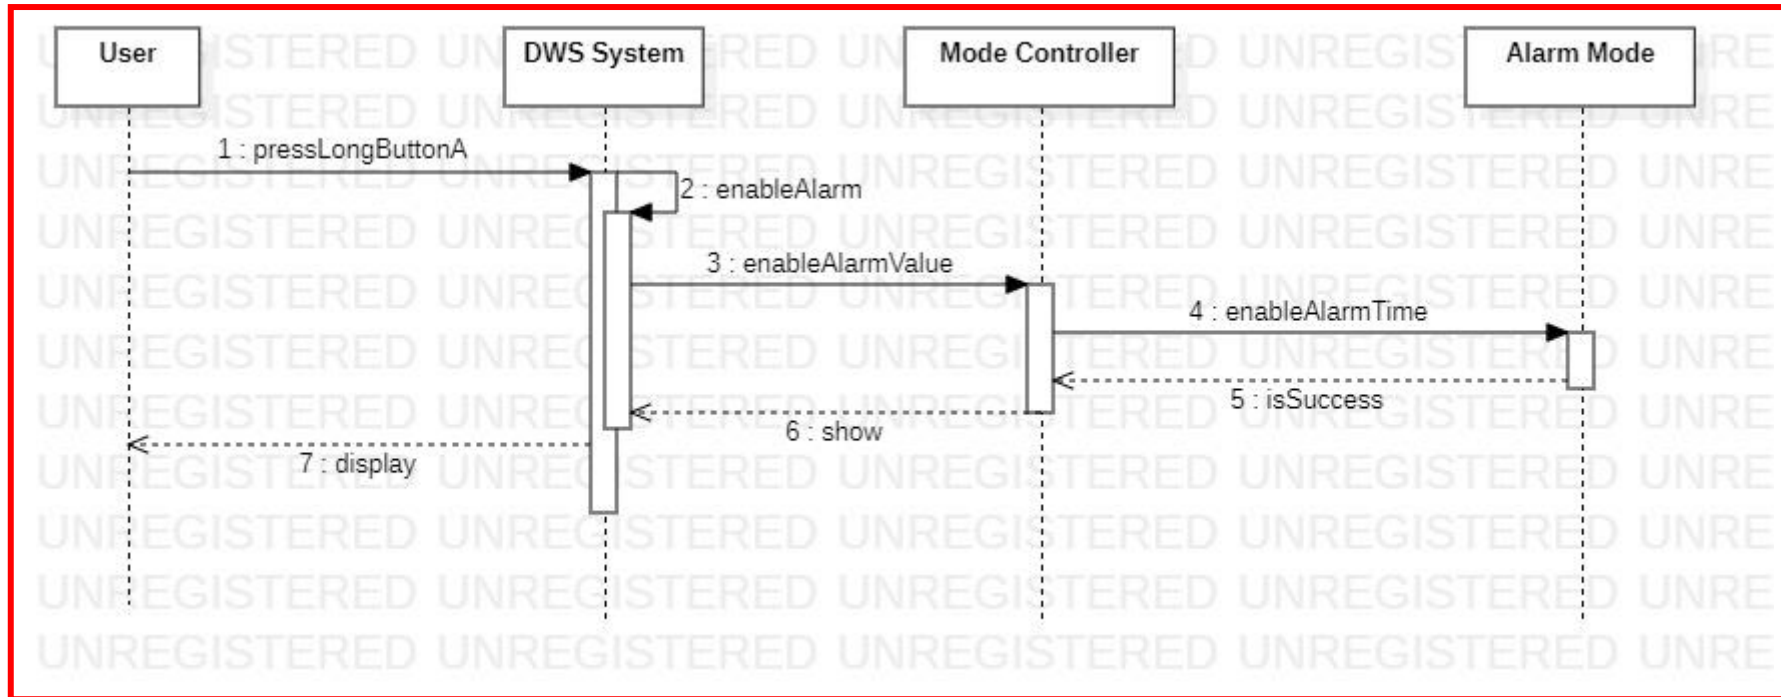 User
DWS System
Mode Controller
Alarm Mode
1 : pressLongButtonA
2 : enableAlarm
3 : enableAlarmValue
4 : enableAlarmTime
5 : isSuccess
6 : show
7 : display
UNREGISTERED